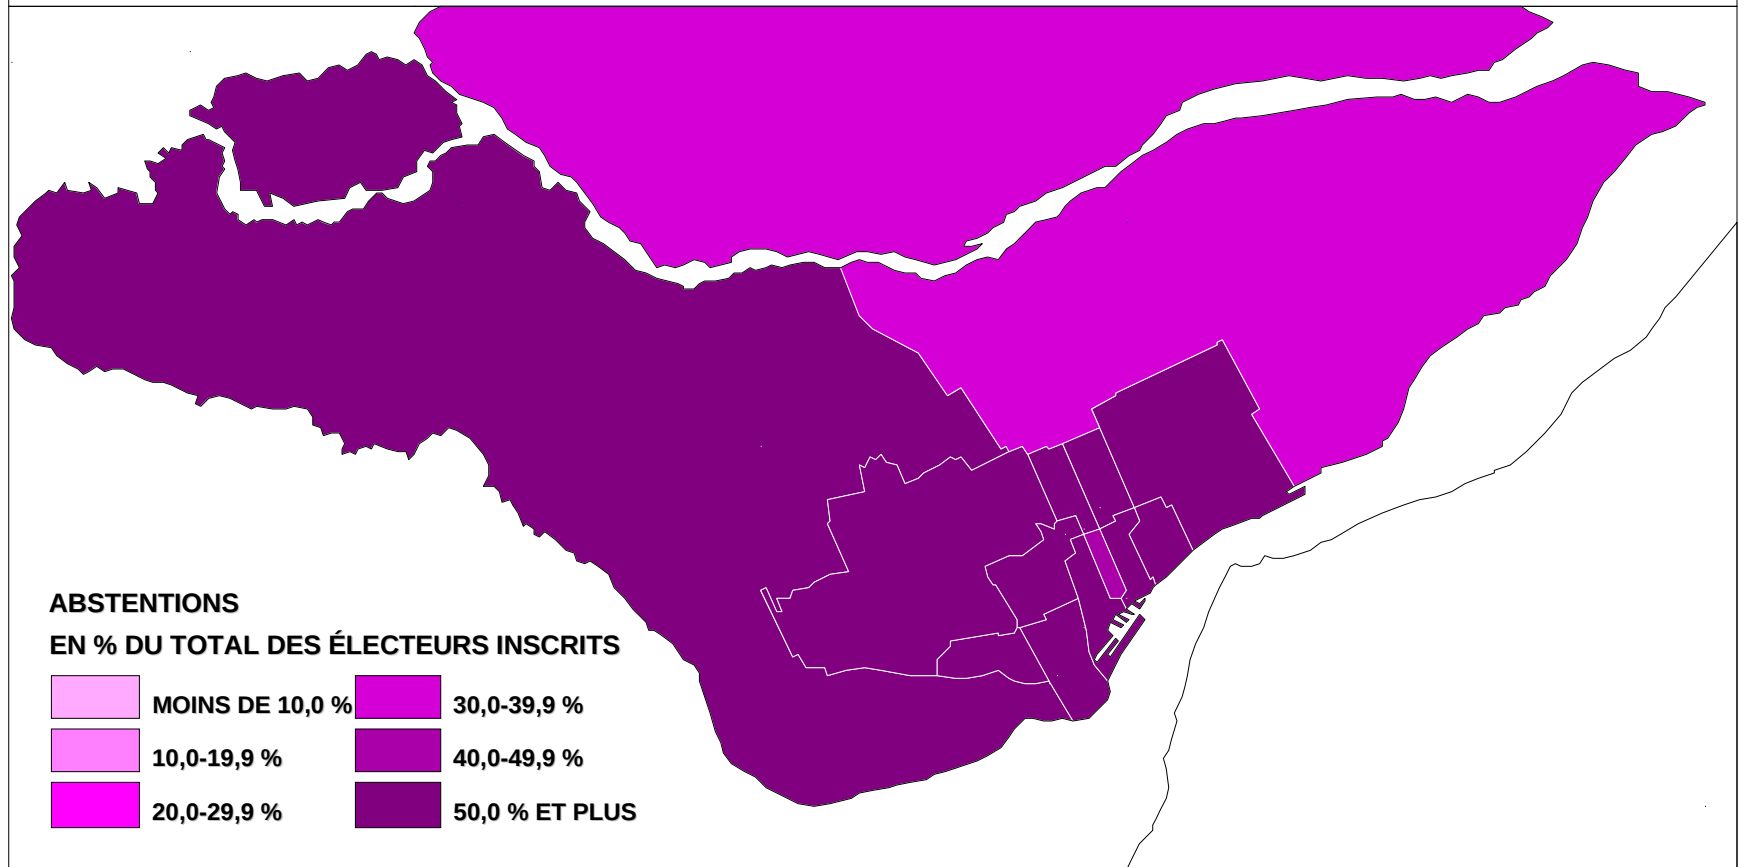 ABSTENTIONS
EN % DU TOTAL DES ÉLECTEURS INSCRITS
MOINS DE 10,0 %
10,0-19,9 %
20,0-29,9 %
30,0-39,9 %
40,0-49,9 %
50,0 % ET PLUS